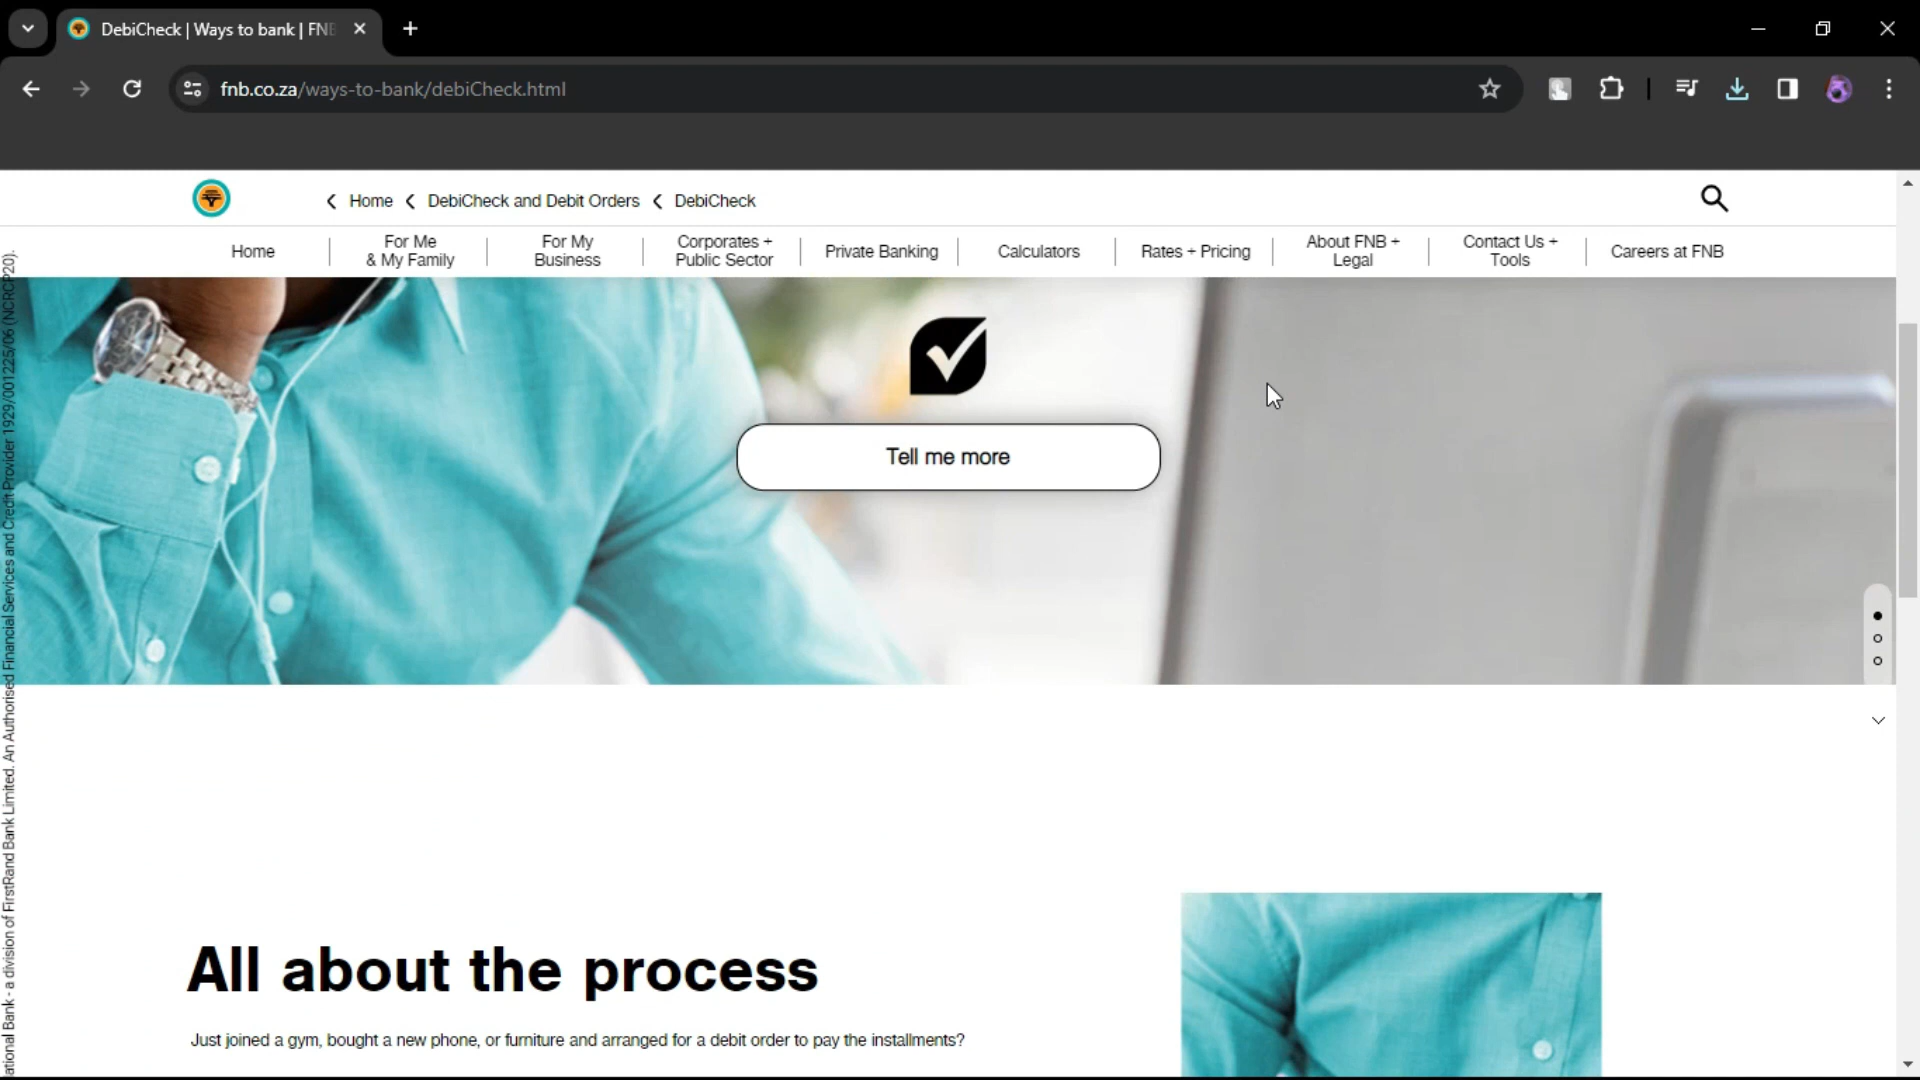 DebiCheck | Ways to bank | FNB
fnb.co.za/ways-to-bank/debiCheck.html
Home
DebiCheck and Debit Orders
DebiCheck
Home
For Me
& My Family
For My
Business
Corporates +
Public Sector
Private Banking
Calculators
Rates + Pricing
About FNB +
Legal
Contact Us +
Tools
Careers at FNB
Tell me more
ational Bank - a division of FirstRand Bank Limited. An Authorised Financial Services and Credit Provider 1929/001225/06 (NCRCP20).
All about the process
Just joined a gym, bought a new phone, or furniture and arranged for a debit order to pay the installments?